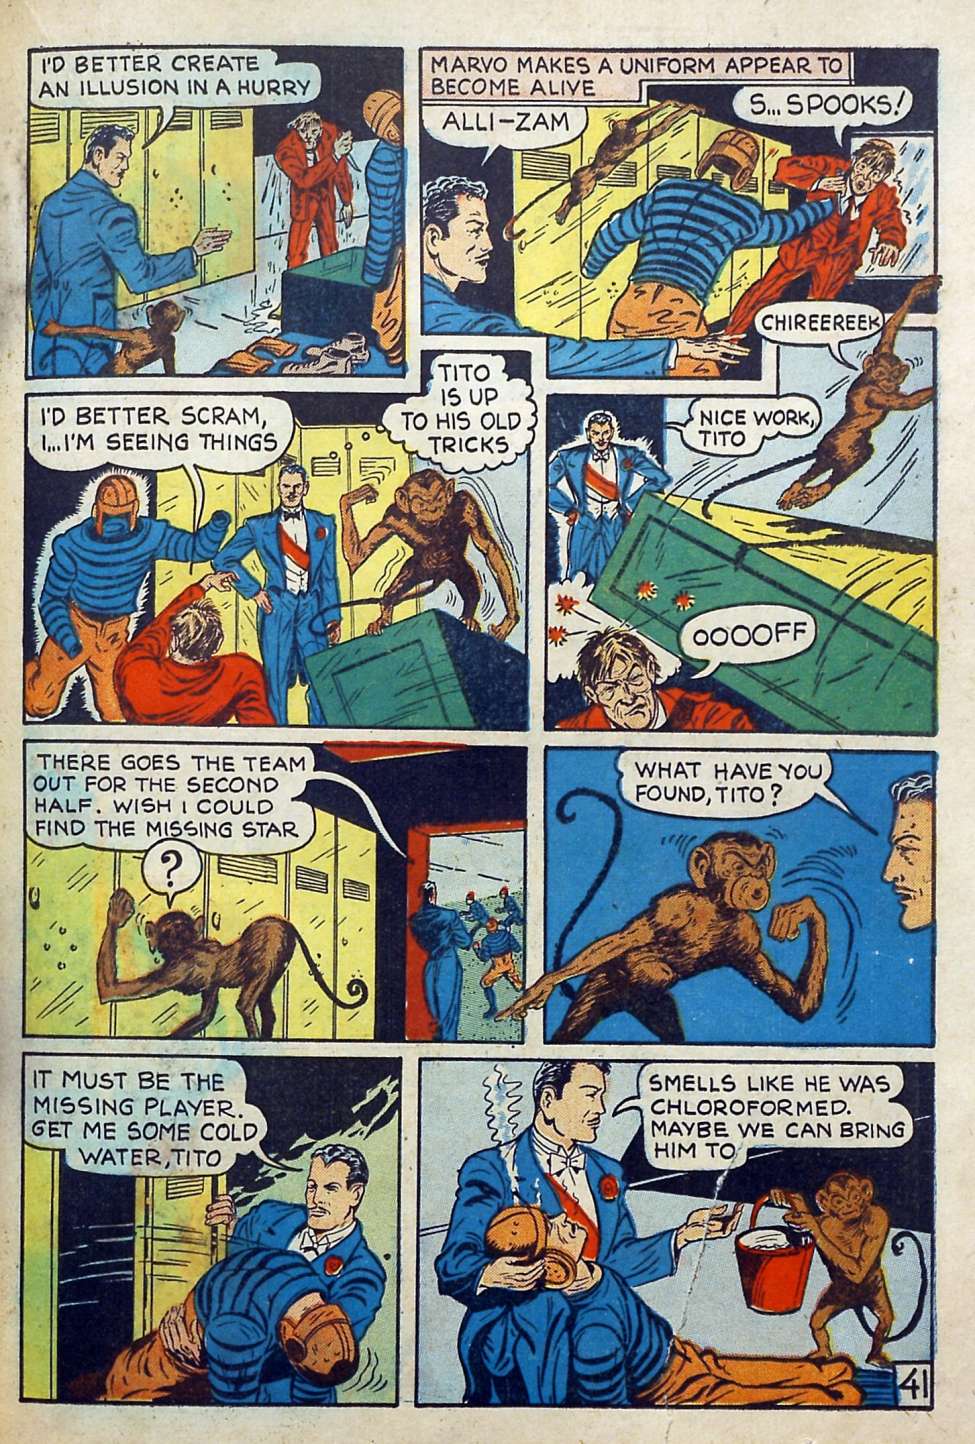 I'D BETTER CREATE
AN ILLUSION IN A HURRY
MARVO MAKES A UNIFORM APPEAR TO
BECOME ALIVE
ALLI-ZAM
S... SPOOKS!
I'D BETTER SCRAM,
I...I'M SEEING THINGS
TITO
IS UP
TO HIS OLD
TRICKS
CHIREEREEK
NICE WORK,
TITO
OOOOFF
THERE GOES THE TEAM
OUT FOR THE SECOND
HALF. WISH I COULD
FIND THE MISSING STAR
?
WHAT HAVE YOU
FOUND, TITO?
IT MUST BE THE
MISSING PLAYER.
GET ME SOME COLD
WATER, TITO
SMELLS LIKE HE WAS
CHLOROFORMED.
MAYBE WE CAN BRING
HIM TO
41